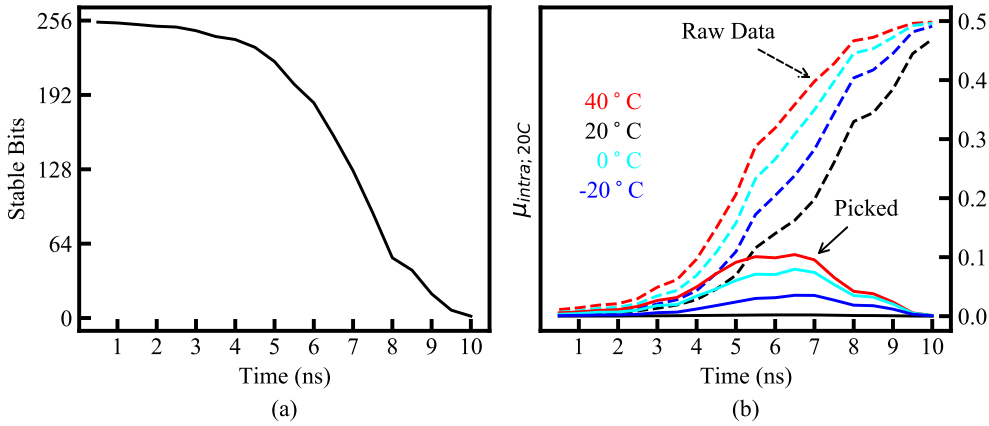 256
192
128
64
0
Stable Bits
1 2 3 4 5 6 7 8 9 10
Time (ns)
(a)
Raw Data
40°C
20°C
0°C
-20°C
Picked
μintra; 20C
0.5
0.4
0.3
0.2
0.1
0.0
1 2 3 4 5 6 7 8 9 10
Time (ns)
(b)